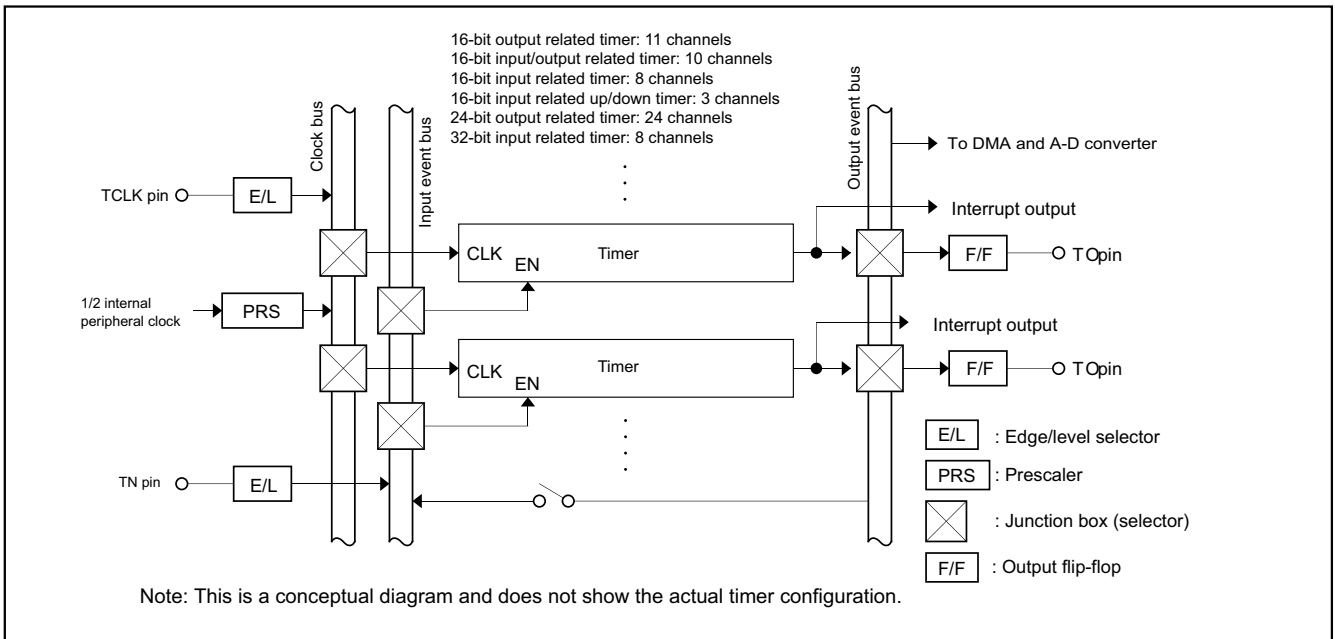 16-bit output related timer: 11 channels
16-bit input/output related timer: 10 channels
16-bit input related timer: 8 channels
16-bit input related up/down timer: 3 channels
24-bit output related timer: 24 channels
32-bit input related timer: 8 channels
Clock bus
Input event bus
Output event bus
To DMA and A-D converter
TCLK pin
E/L
Interrupt output
CLK
EN
Timer
F/F
TOpin
1/2 internal
peripheral clock
PRS
Interrupt output
CLK
EN
Timer
F/F
TOpin
TN pin
E/L
E/L : Edge/level selector
PRS : Prescaler
: Junction box (selector)
F/F : Output flip-flop
Note: This is a conceptual diagram and does not show the actual timer configuration.